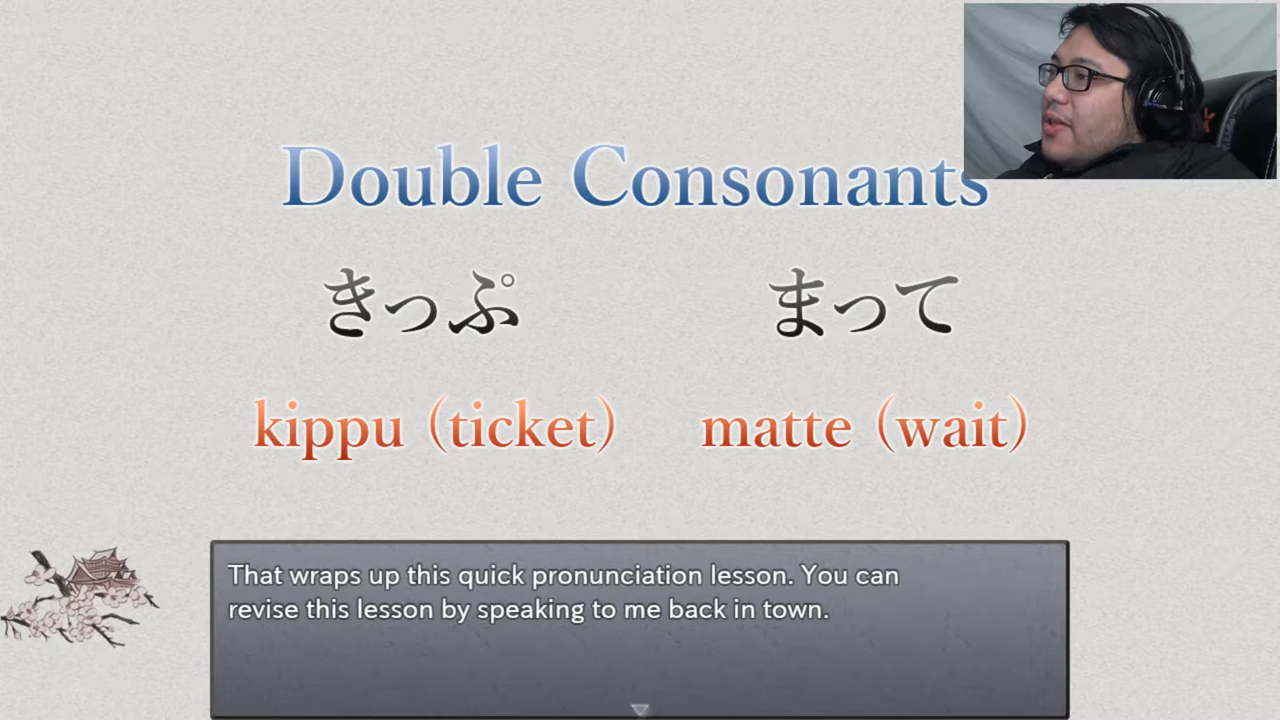 Double Consonants
きっぷ まって
kippu (ticket) matte (wait)
That wraps up this quick pronunciation lesson. You can
revise this lesson by speaking to me back in town.